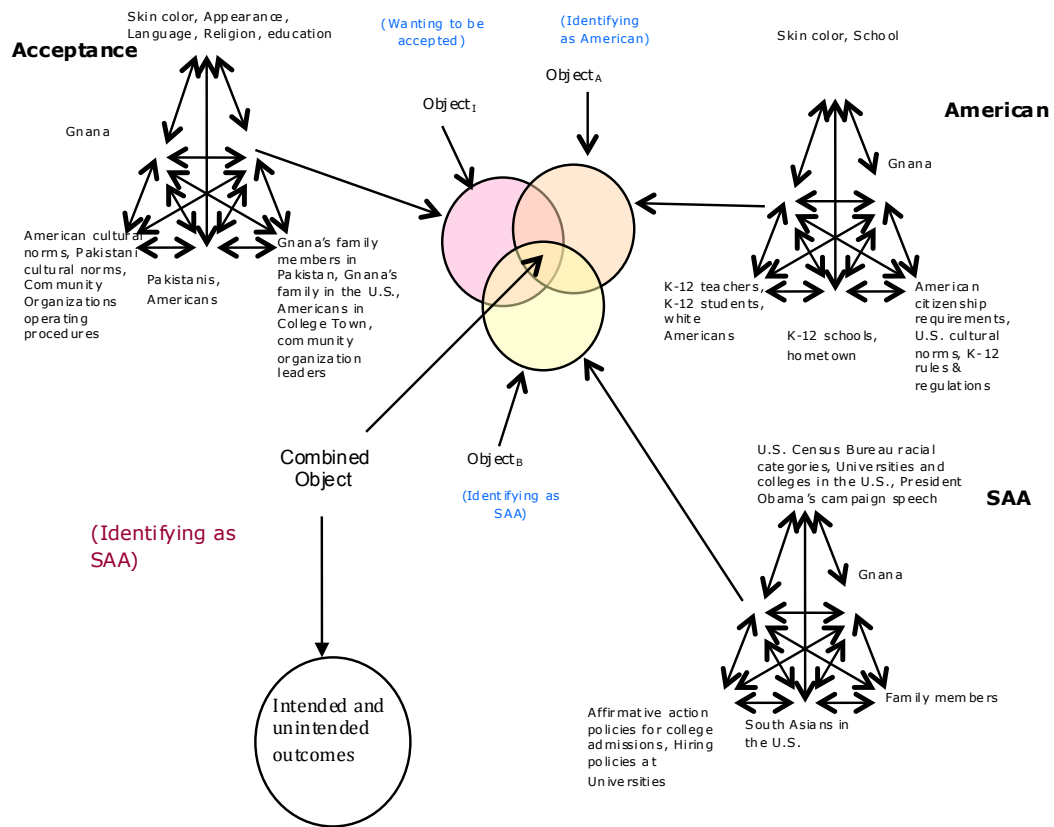 Skin color, Appearance,
Language, Religion, education
Acceptance
(Wanting to be
accepted)
(Identifying
as American)
Skin color, School
Object A
Object I
American
Gnana
Gnana
American cultural
norms, Pakistani
cultural norms,
Community
Organizations
operating
procedures
Pakistanis,
Americans
Gnana's family
members in
Pakistan, Gnana's
family in the U.S.,
Americans in
College Town,
community
organization
leaders
K-12 teachers,
K-12 students,
white
Americans
K-12 schools,
hometown
American
citizenship
requirements,
U.S. cultural
norms, K-12
rules &
regulations
Combined
Object
Object B
(Identifying as
SAA)
(Identifying as
SAA)
U.S. Census Bureau racial
categories, Universities and
colleges in the U.S., President
Obama's campaign speech
SAA
Gnana
Intended and
unintended
outcomes
Affirmative action
policies for college
admissions, Hiring
policies at
Universities
South Asians in
the U.S.
Family members